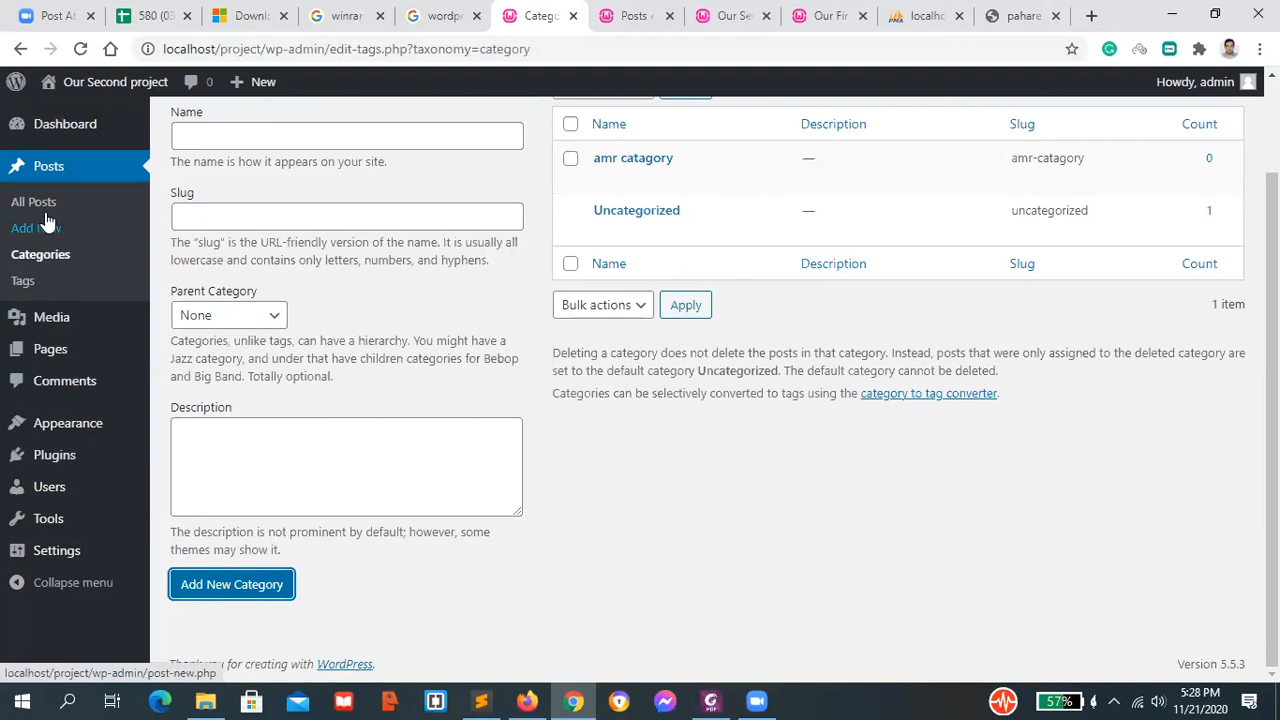 Post At
580 (03
Downl
winrar
wordpr
Catego
Posts
Our Se
Our Fi
localho
pahare
localhost/project/wp-admin/edit-tags.php?taxonomy=category
Our Second project 0 New
Howdy, admin
Dashboard
Posts
All Posts
Add New
Categories
Tags
Media
Pages
Comments
Appearance
Plugins
Users
Tools
Settings
Collapse menu
Name
The name is how it appears on your site.
Slug
The “slug” is the URL-friendly version of the name. It is usually all
lowercase and contains only letters, numbers, and hyphens.
Parent Category
None
Categories, unlike tags, can have a hierarchy. You might have a
Jazz category, and under that have children categories for Bebop
and Big Band. Totally optional.
Description
The description is not prominent by default; however, some
themes may show it.
Add New Category
Name Description Slug Count
amr catagory — amr-catagory 0
Uncategorized — uncategorized 1
Name Description Slug Count
Bulk actions Apply 1 item
Deleting a category does not delete the posts in that category. Instead, posts that were only assigned to the deleted category are
set to the default category Uncategorized. The default category cannot be deleted.
Categories can be selectively converted to tags using the category to tag converter.
Thank you for creating with WordPress.
Version 5.5.3
localhost/project/wp-admin/post-new.php
57%
5:28 PM
11/21/2020